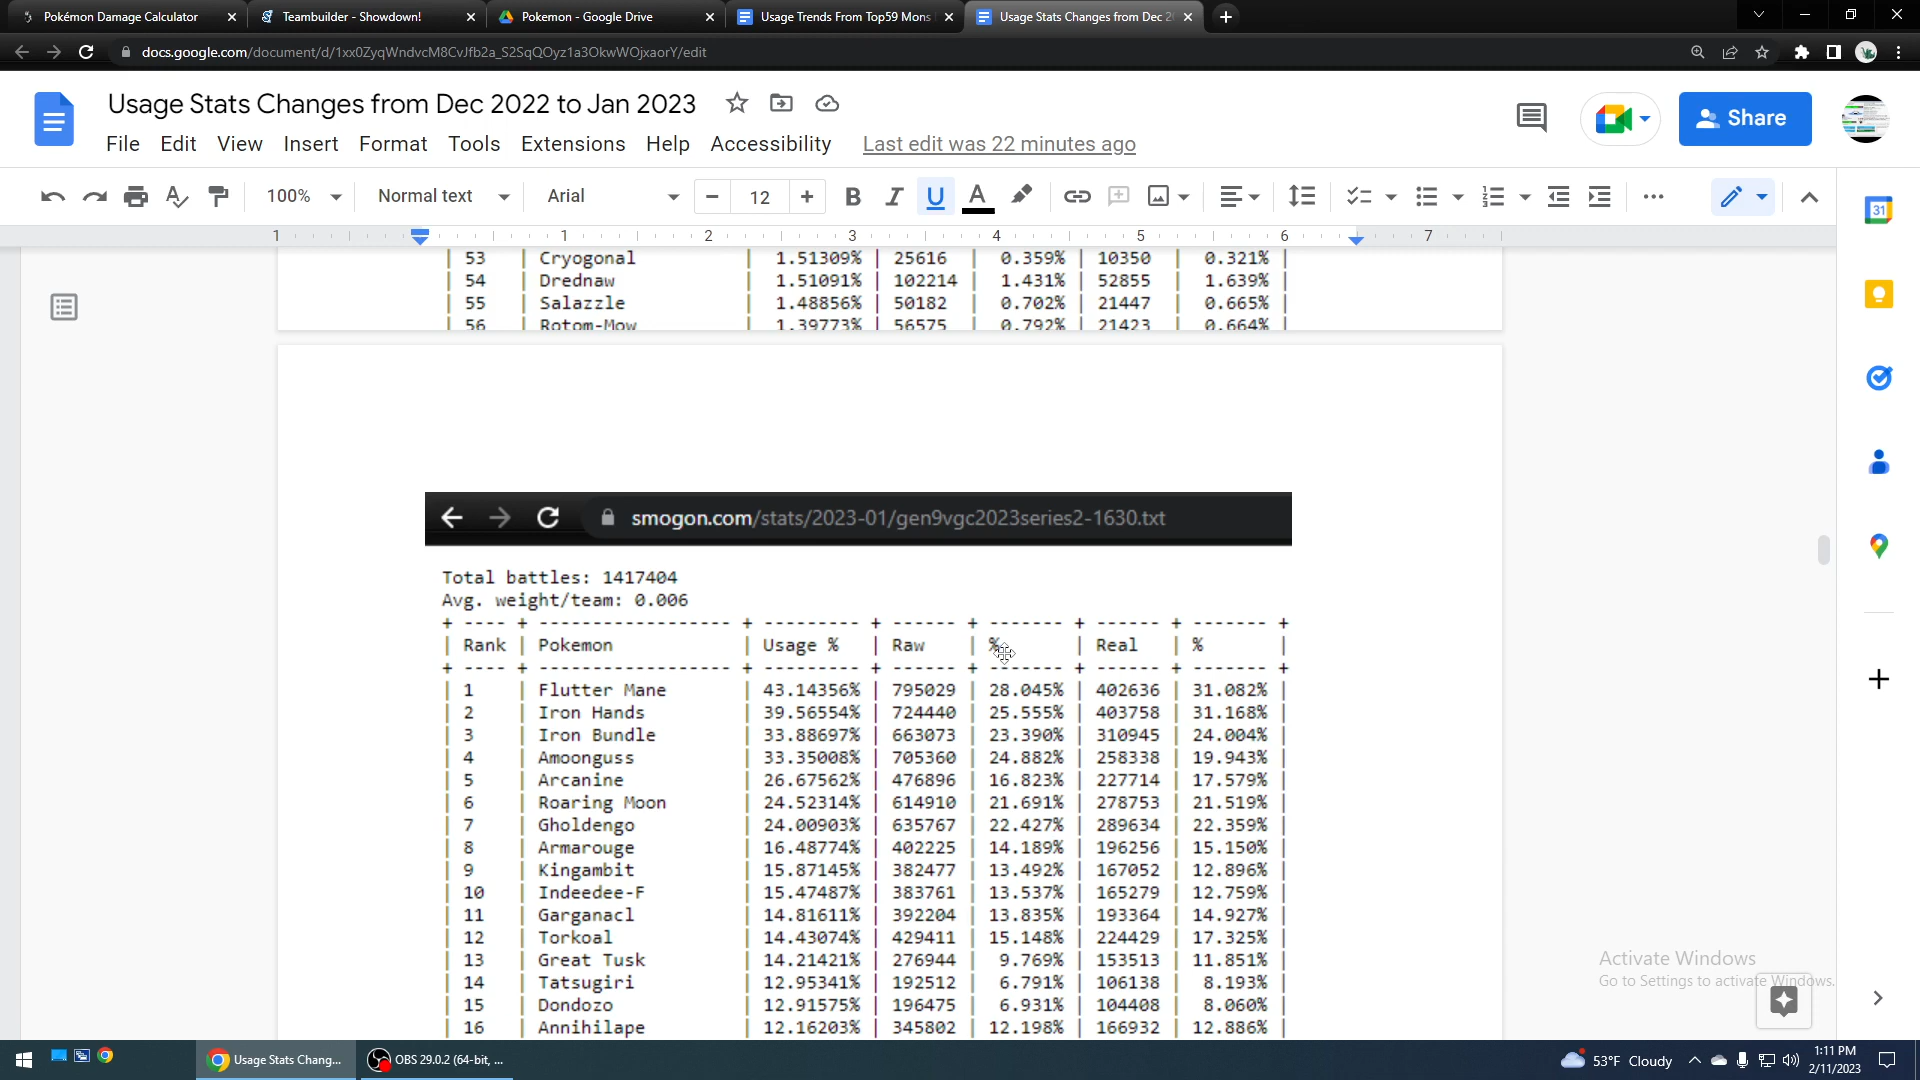 Pokémon Damage Calculator
Teambuilder - Showdown!
Pokemon - Google Drive
Usage Trends From Top59 Mons
Usage Stats Changes from Dec 2
docs.google.com/document/d/1xx0ZyqWndvcM8CvJfb2a_S2SqQOyz1a3OkwWOjxaorY/edit
Usage Stats Changes from Dec 2022 to Jan 2023
Share
File Edit View Insert Format Tools Extensions Help Accessibility Last edit was 22 minutes ago
100% Normal text Arial 12
31
1 1 2 3 4 5 6 7
| 53 | Cryogonal | 1.51309% | 25616 | 0.359% | 10350 | 0.321% |
| 54 | Drednaw | 1.51091% | 102214 | 1.431% | 52855 | 1.639% |
| 55 | Salazzle | 1.48856% | 50182 | 0.702% | 21447 | 0.665% |
| 56 | Rotom-Mow | 1.39773% | 56575 | 0.792% | 21423 | 0.664% |
smogon.com/stats/2023-01/gen9vgc2023series2-1630.txt
Total battles: 1417404
Avg. weight/team: 0.006
+ ---- + ------------------ + --------- + ------ + ------- + ------ + ------- +
| Rank | Pokemon | Usage % | Raw | % | Real | % |
+ ---- + ------------------ + --------- + ------ + ------- + ------ + ------- +
| 1 | Flutter Mane | 43.14356% | 795029 | 28.045% | 402636 | 31.082% |
| 2 | Iron Hands | 39.56554% | 724440 | 25.555% | 403758 | 31.168% |
| 3 | Iron Bundle | 33.88697% | 663073 | 23.390% | 310945 | 24.004% |
| 4 | Amoonguss | 33.35008% | 705360 | 24.882% | 258338 | 19.943% |
| 5 | Arcanine | 26.67562% | 476896 | 16.823% | 227714 | 17.579% |
| 6 | Roaring Moon | 24.52314% | 614910 | 21.691% | 278753 | 21.519% |
| 7 | Gholdengo | 24.00903% | 635767 | 22.427% | 289634 | 22.359% |
| 8 | Armarouge | 16.48774% | 402225 | 14.189% | 196256 | 15.150% |
| 9 | Kingambit | 15.87145% | 382477 | 13.492% | 167052 | 12.896% |
| 10 | Indeedee-F | 15.47487% | 383761 | 13.537% | 165279 | 12.759% |
| 11 | Garganacl | 14.81611% | 392204 | 13.835% | 193364 | 14.927% |
| 12 | Torkoal | 14.43074% | 429411 | 15.148% | 224429 | 17.325% |
| 13 | Great Tusk | 14.21421% | 276944 | 9.769% | 153513 | 11.851% |
| 14 | Tatsugiri | 12.95341% | 192512 | 6.791% | 106138 | 8.193% |
| 15 | Dondozo | 12.91575% | 196475 | 6.931% | 104408 | 8.060% |
| 16 | Annihilape | 12.16203% | 345802 | 12.198% | 166932 | 12.886% |
Activate Windows
Go to Settings to activate Windows.
Usage Stats Chang...
OBS 29.0.2 (64-bit, ...
53°F Cloudy
1:11 PM
2/11/2023